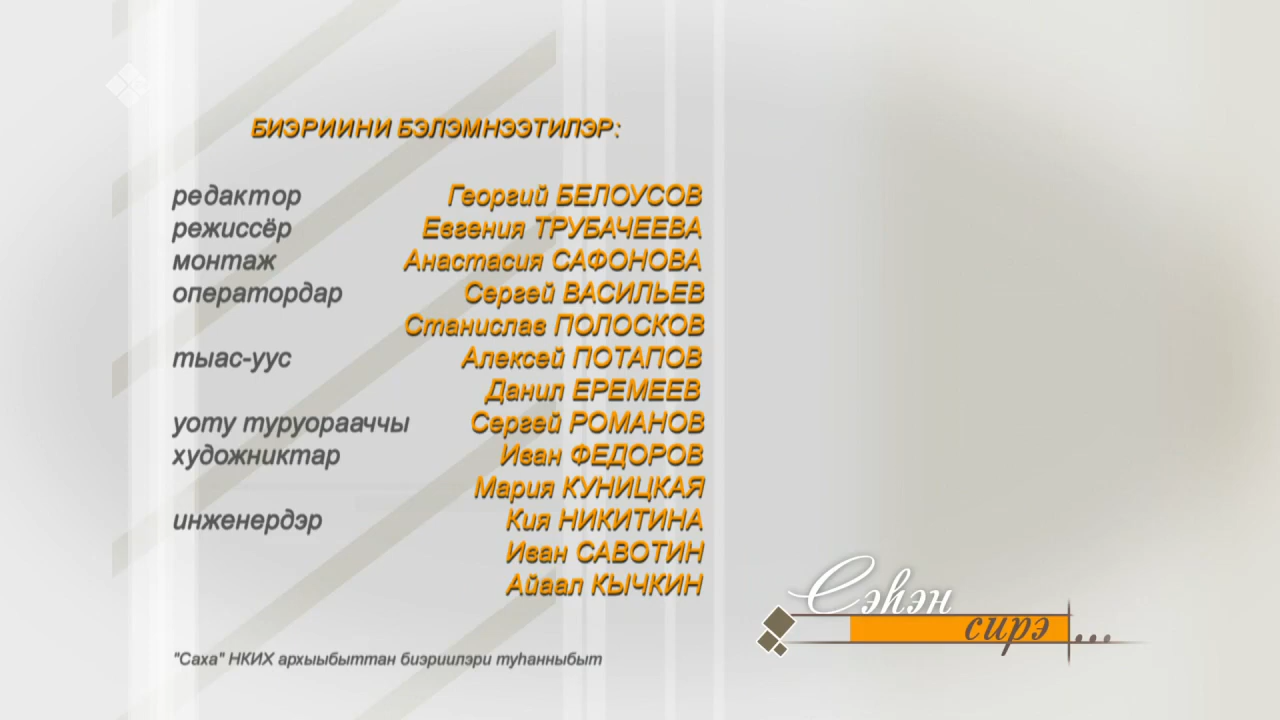 БИЭРИИНИ БЭЛЭМНЭЭТИЛЭР:
редактор Георгий БЕЛОУСОВ
режиссёр Евгения ТРУБАЧЕЕВА
монтаж Анастасия САФОНОВА
оператордар Сергей ВАСИЛЬЕВ
Станислав ПОЛОСКОВ
тыас-уус Алексей ПОТАПОВ
Данил ЕРЕМЕЕВ
уоту туруорааччы Сергей РОМАНОВ
художниктар Иван ФЕДОРОВ
Мария КУНИЦКАЯ
инженердэр Кия НИКИТИНА
Иван САВОТИН
Айаал КЫЧКИН
Сэһэн
сирэ...
"Саха" НКИХ архыыбыттан биэриилэри туһанныбыт